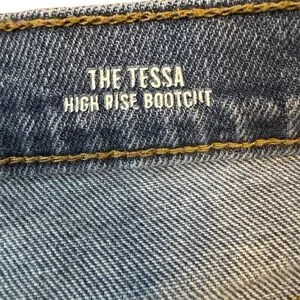 THE TESSA
HIGH RISE BOOTCUT